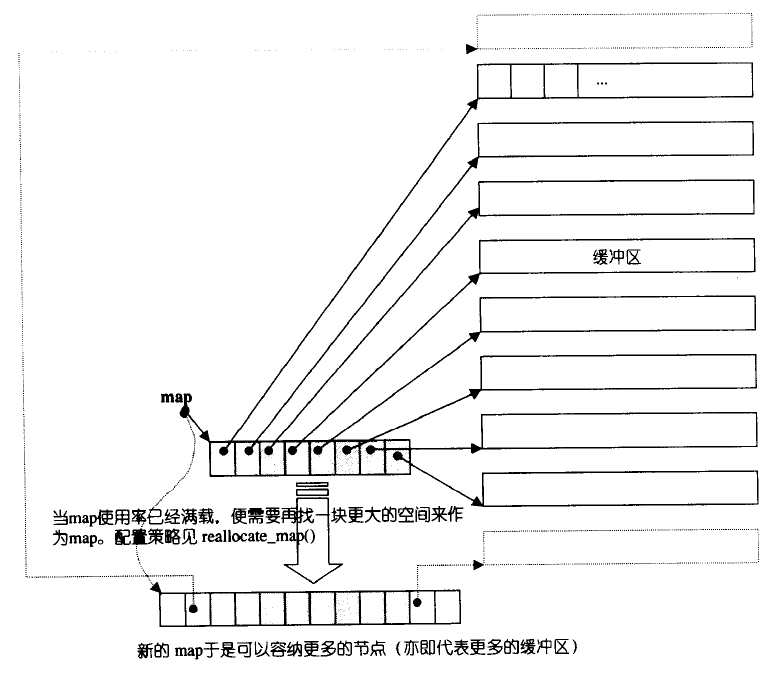 ...
缓冲区
map
当map使用率已经满载，便需要再找一块更大的空间来作
为map。配置策略见 reallocate_map()
新的 map于是可以容纳更多的节点（亦即代表更多的缓冲区）